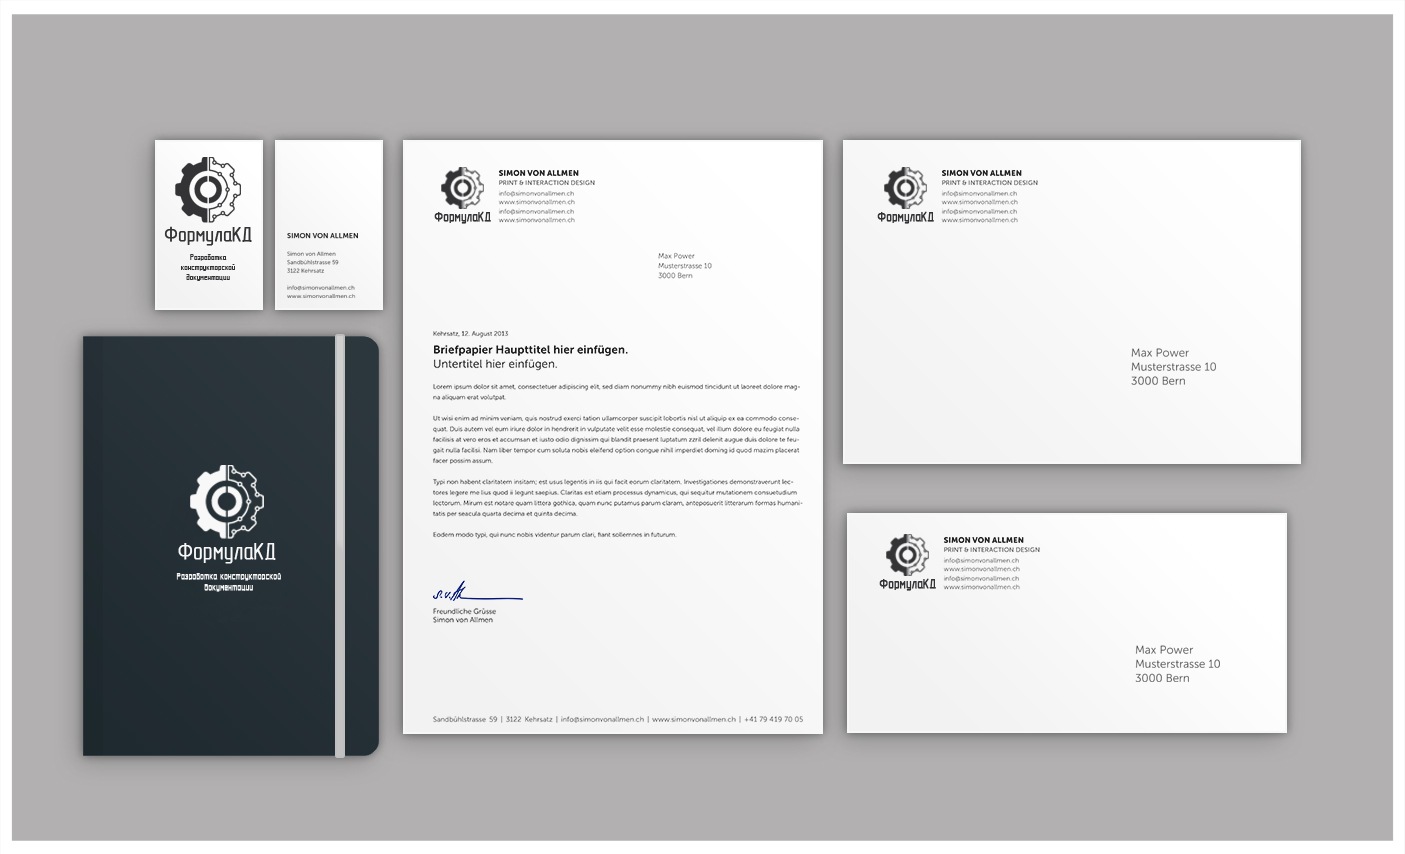 ФормулаКД
Разработка
конструкторской
документации
SIMON VON ALLMEN
Simon von Allmen
Sandbühlstrasse 59
3122 Kehrsatz
info@simonvonallmen.ch
www.simonvonallmen.ch
ФормулаКД
Разработка конструкторской
документации
ФормулаКД
SIMON VON ALLMEN
PRINT & INTERACTION DESIGN
info@simonvonallmen.ch
www.simonvonallmen.ch
info@simonvonallmen.ch
www.simonvonallmen.ch
Max Power
Musterstrasse 10
3000 Bern
Kehrsatz, 12. August 2013
Briefpapier Haupttitel hier einfügen.
Untertitel hier einfügen.
Lorem ipsum dolor sit amet, consectetuer adipiscing elit, sed diam nonummy nibh euismod tincidunt ut laoreet dolore mag-
na aliquam erat volutpat.
Ut wisi enim ad minim veniam, quis nostrud exerci tation ullamcorper suscipit lobortis nisl ut aliquip ex ea commodo conse-
quat. Duis autem vel eum iriure dolor in hendrerit in vulputate velit esse molestie consequat, vel illum dolore eu feugiat nulla
facilisis at vero eros et accumsan et iusto odio dignissim qui blandit praesent luptatum zzril delenit augue duis dolore te feu-
gait nulla facilisi. Nam liber tempor cum soluta nobis eleifend option congue nihil imperdiet doming id quod mazim placerat
facer possim assum.
Typi non habent claritatem insitam; est usus legentis in iis qui facit eorum claritatem. Investigationes demonstraverunt lec-
tores legere me lius quod ii legunt saepius. Claritas est etiam processus dynamicus, qui sequitur mutationem consuetudium
lectorum. Mirum est notare quam littera gothica, quam nunc putamus parum claram, anteposuerit litterarum formas humani-
tatis per seacula quarta decima et quinta decima.
Eodem modo typi, qui nunc nobis videntur parum clari, fiant sollemnes in futurum.
Freundliche Grüsse
Simon von Allmen
Sandbühlstrasse 59 | 3122 Kehrsatz | info@simonvonallmen.ch | www.simonvonallmen.ch | +41 79 419 70 05
ФормулаКД
SIMON VON ALLMEN
PRINT & INTERACTION DESIGN
info@simonvonallmen.ch
www.simonvonallmen.ch
info@simonvonallmen.ch
www.simonvonallmen.ch
Max Power
Musterstrasse 10
3000 Bern
ФормулаКД
SIMON VON ALLMEN
PRINT & INTERACTION DESIGN
info@simonvonallmen.ch
www.simonvonallmen.ch
info@simonvonallmen.ch
www.simonvonallmen.ch
Max Power
Musterstrasse 10
3000 Bern